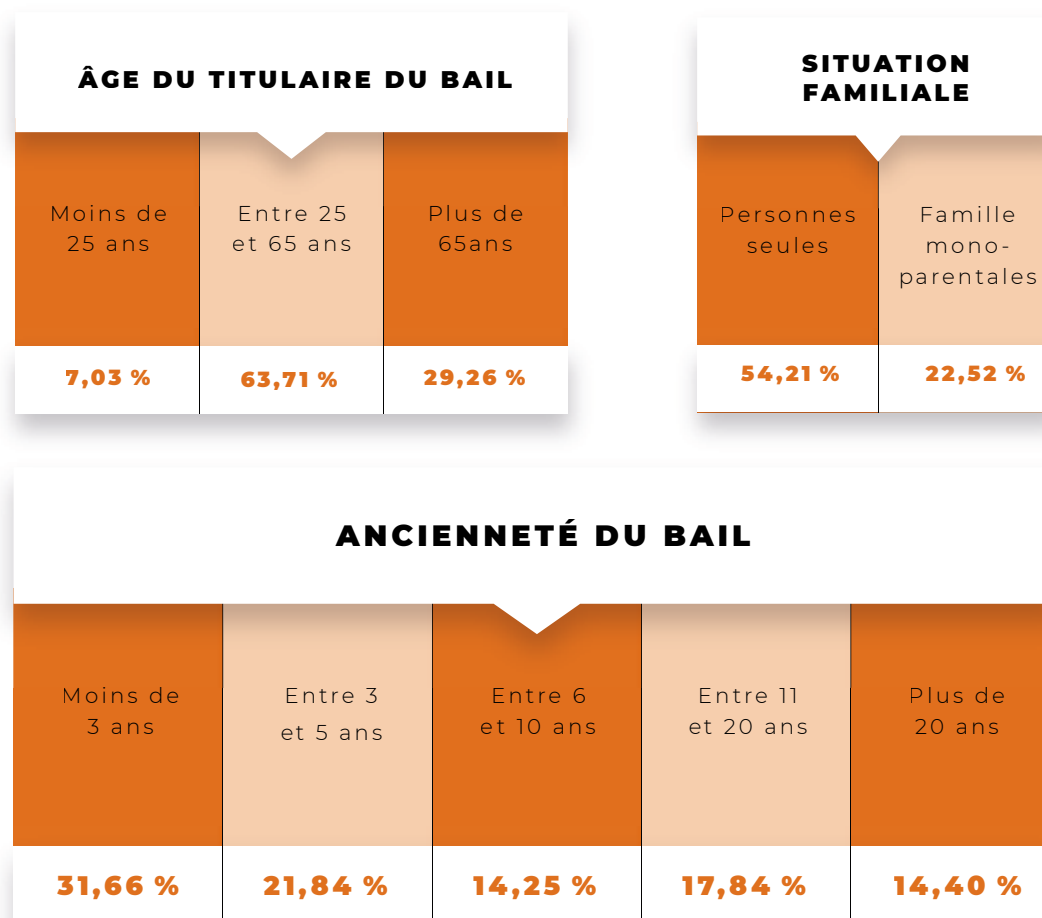 ÂGE DU TITULAIRE DU BAIL
Moins de
25 ans
Entre 25
et 65 ans
Plus de
65ans
7,03 %
63,71 %
29,26 %
SITUATION
FAMILIALE
Personnes
seules
Famille
mono-
parentales
54,21 %
22,52 %
ANCIENNETÉ DU BAIL
Moins de
3 ans
Entre 3
et 5 ans
Entre 6
et 10 ans
Entre 11
et 20 ans
Plus de
20 ans
31,66 %
21,84 %
14,25 %
17,84 %
14,40 %